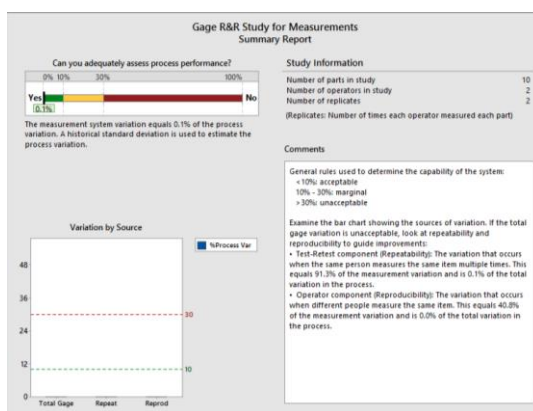 Gage R&R Study for Measurements
Summary Report
Can you adequately assess process performance?
0% 10% 30% 100%
Yes No
0.1%
The measurement system variation equals 0.1% of the process
variation. A historical standard deviation is used to estimate the
process variation.
Study Information
Number of parts in study 10
Number of operators in study 2
Number of replicates 2
(Replicates: Number of times each operator measured each part)
Comments
General rules used to determine the capability of the system:
<10%: acceptable
10% - 30%: marginal
>30%: unacceptable
Examine the bar chart showing the sources of variation. If the total
gage variation is unacceptable, look at repeatability and
reproducibility to guide improvements:
• Test-Retest component (Repeatability): The variation that occurs
when the same person measures the same item multiple times. This
equals 91.3% of the measurement variation and is 0.1% of the total
variation in the process.
• Operator component (Reproducibility): The variation that occurs
when different people measure the same item. This equals 40.8%
of the measurement variation and is 0.0% of the total variation in
the process.
Variation by Source
%Process Var
48
36
30
24
12
10
0
Total Gage Repeat Reprod